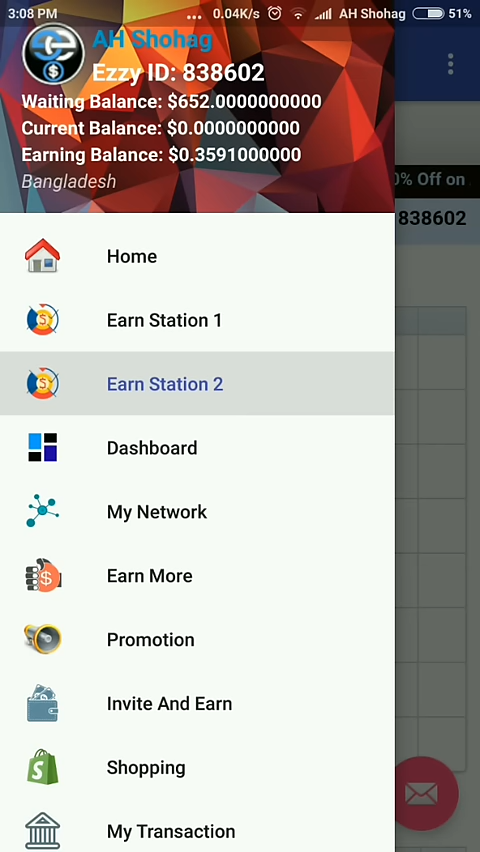 3:08 PM ... 0.04K/s AH Shohag 51%
AH Shohag
Ezzy ID: 838602
Waiting Balance: $652.0000000000
Current Balance: $0.0000000000
Earning Balance: $0.3591000000
Bangladesh
0% Off on
838602
Home
Earn Station 1
Earn Station 2
Dashboard
My Network
Earn More
Promotion
Invite And Earn
Shopping
My Transaction